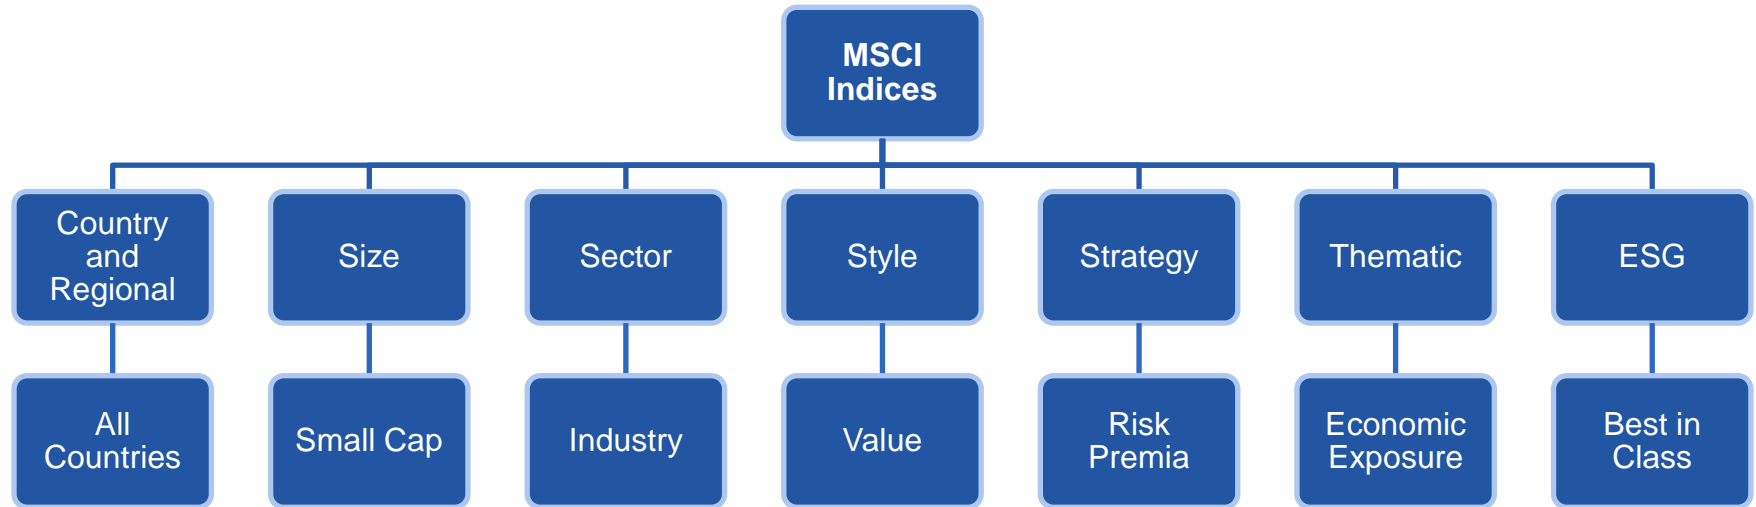 MSCI
Indices
Country
and
Regional
Size
Sector
Style
Strategy
Thematic
ESG
All
Countries
Small Cap
Industry
Value
Risk
Premia
Economic
Exposure
Best in
Class